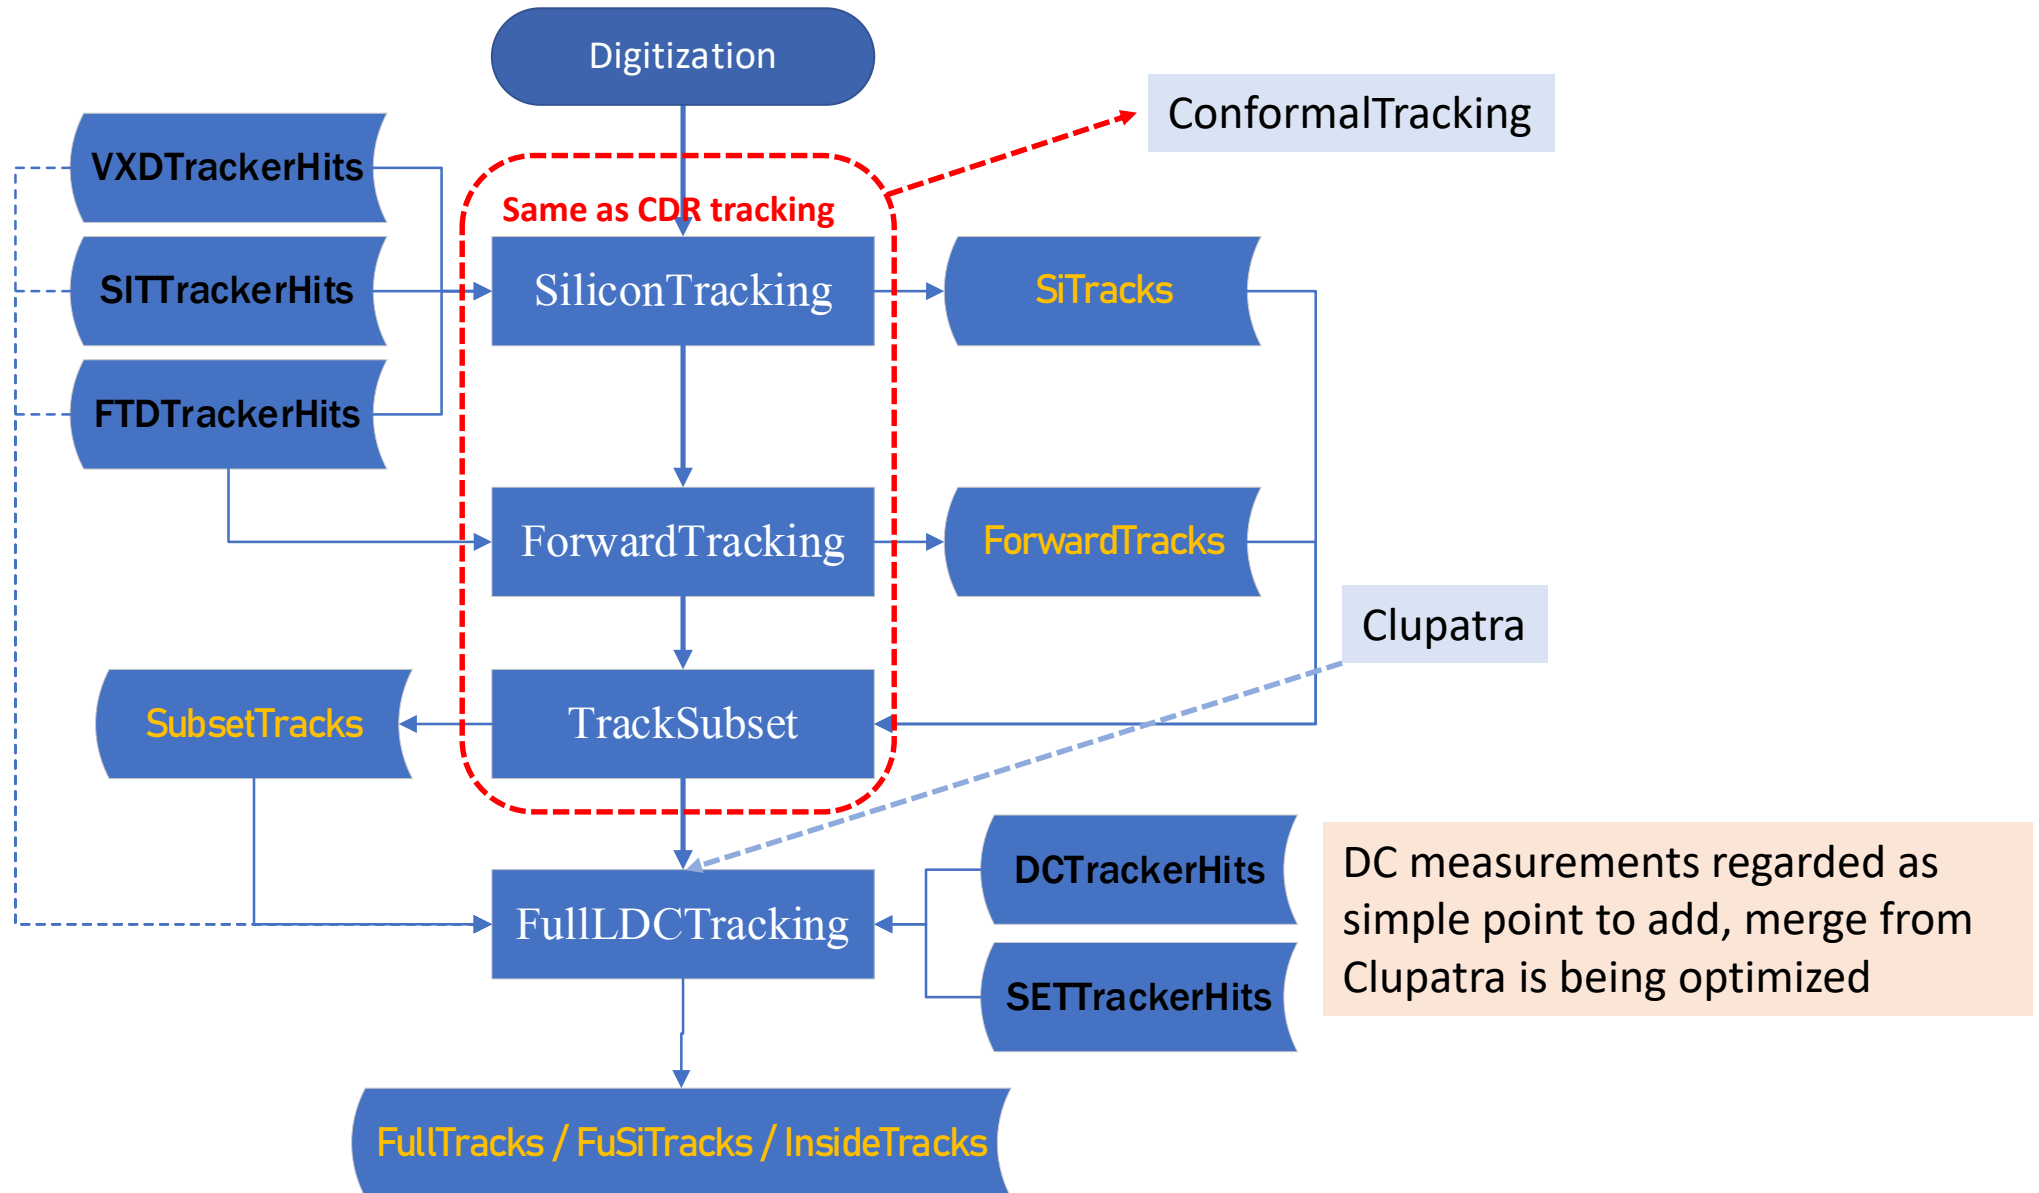 Digitization
ConformalTracking
VXDTrackerHits
Same as CDR tracking
SITTrackerHits
SiliconTracking
SiTracks
FTDTrackerHits
ForwardTracking
ForwardTracks
Clupatra
SubsetTracks
TrackSubset
DCTrackerHits
DC measurements regarded as
simple point to add, merge from
Clupatra is being optimized
FullLDCTracking
SETTrackerHits
FullTracks / FuSiTracks / InsideTracks